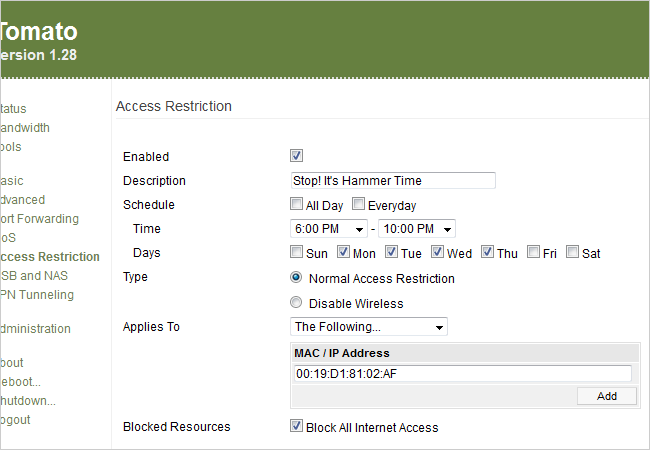 Tomato
ersion 1.28
tatus
andwidth
ools
asic
dvanced
ort Forwarding
oS
ccess Restriction
SB and NAS
PN Tunneling
dministration
bout
eboot...
hutdown...
ogout
Access Restriction
Enabled
Description Stop! It's Hammer Time
Schedule All Day Everyday
Time 6:00 PM - 10:00 PM
Days Sun Mon Tue Wed Thu Fri Sat
Type Normal Access Restriction
Disable Wireless
Applies To The Following...
MAC / IP Address
00:19:D1:81:02:AF
Add
Blocked Resources Block All Internet Access